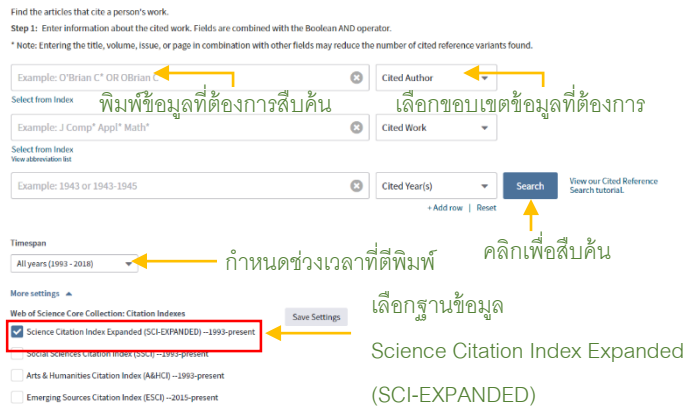 Find the articles that cite a person's work.
Step 1: Enter information about the cited work. Fields are combined with the Boolean AND operator.
* Note: Entering the title, volume, issue, or page in combination with other fields may reduce the number of cited reference variants found.
Example: O'Brian C* OR OBrian C*
Cited Author
Select from Index
พิมพ์ข้อมูลที่ต้องการสืบค้น
เลือกขอบเขตข้อมูลที่ต้องการ
Example: J Comp* Appl* Math*
Cited Work
Select from Index
View abbreviation list
Example: 1943 or 1943-1945
Cited Year(s)
Search
View our Cited Reference
Search tutorial.
+ Add row | Reset
Timespan
All years (1993 - 2018)
กำหนดช่วงเวลาที่ตีพิมพ์
คลิกเพื่อสืบค้น
More settings
Web of Science Core Collection: Citation Indexes
Save Settings
เลือกฐานข้อมูล
Science Citation Index Expanded
(SCI-EXPANDED)
Science Citation Index Expanded (SCI-EXPANDED) --1993-present
Social Sciences Citation Index (SSCI) --1993-present
Arts & Humanities Citation Index (A&HCI) --1993-present
Emerging Sources Citation Index (ESCI) --2015-present